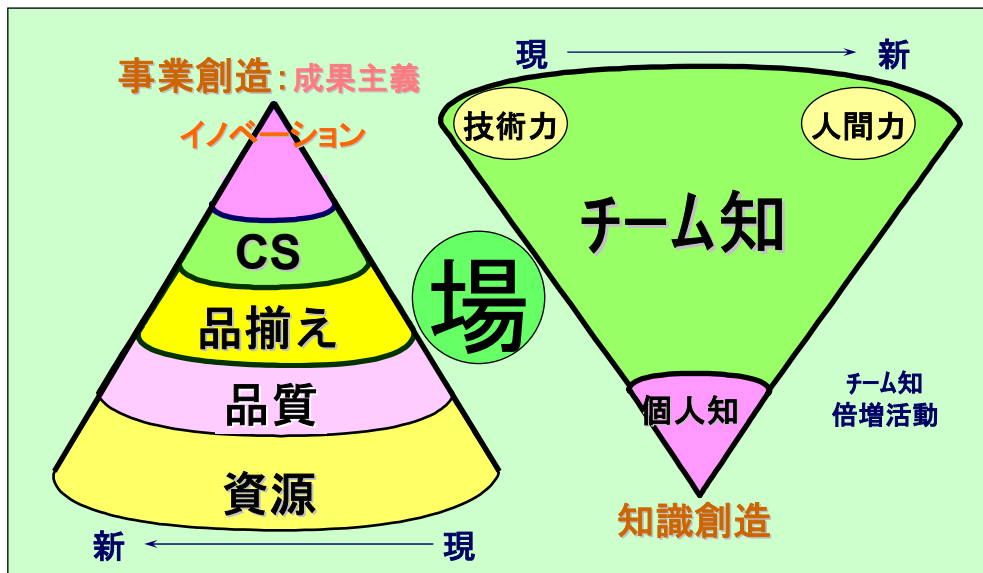 事業創造：成果主義
イノベーション
CS
品揃え
品質
資源
新
現
場
現
新
技術力
人間力
チーム知
個人知
知識創造
チーム知
倍増活動